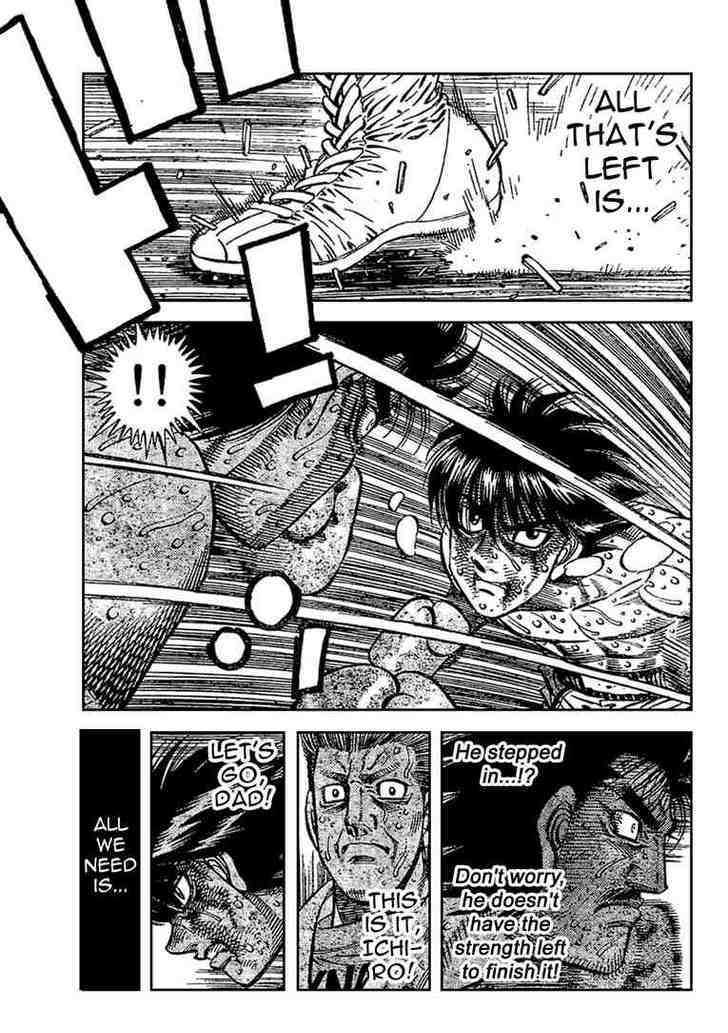 ALL
THAT'S
LEFT
IS...
!!
He stepped
in...!?
Don't worry,
he doesn't
have the
strength left
to finish it!
THIS
IS IT,
ICHI-
RO!
LET'S
GO,
DAD!
ALL
WE
NEED
IS...